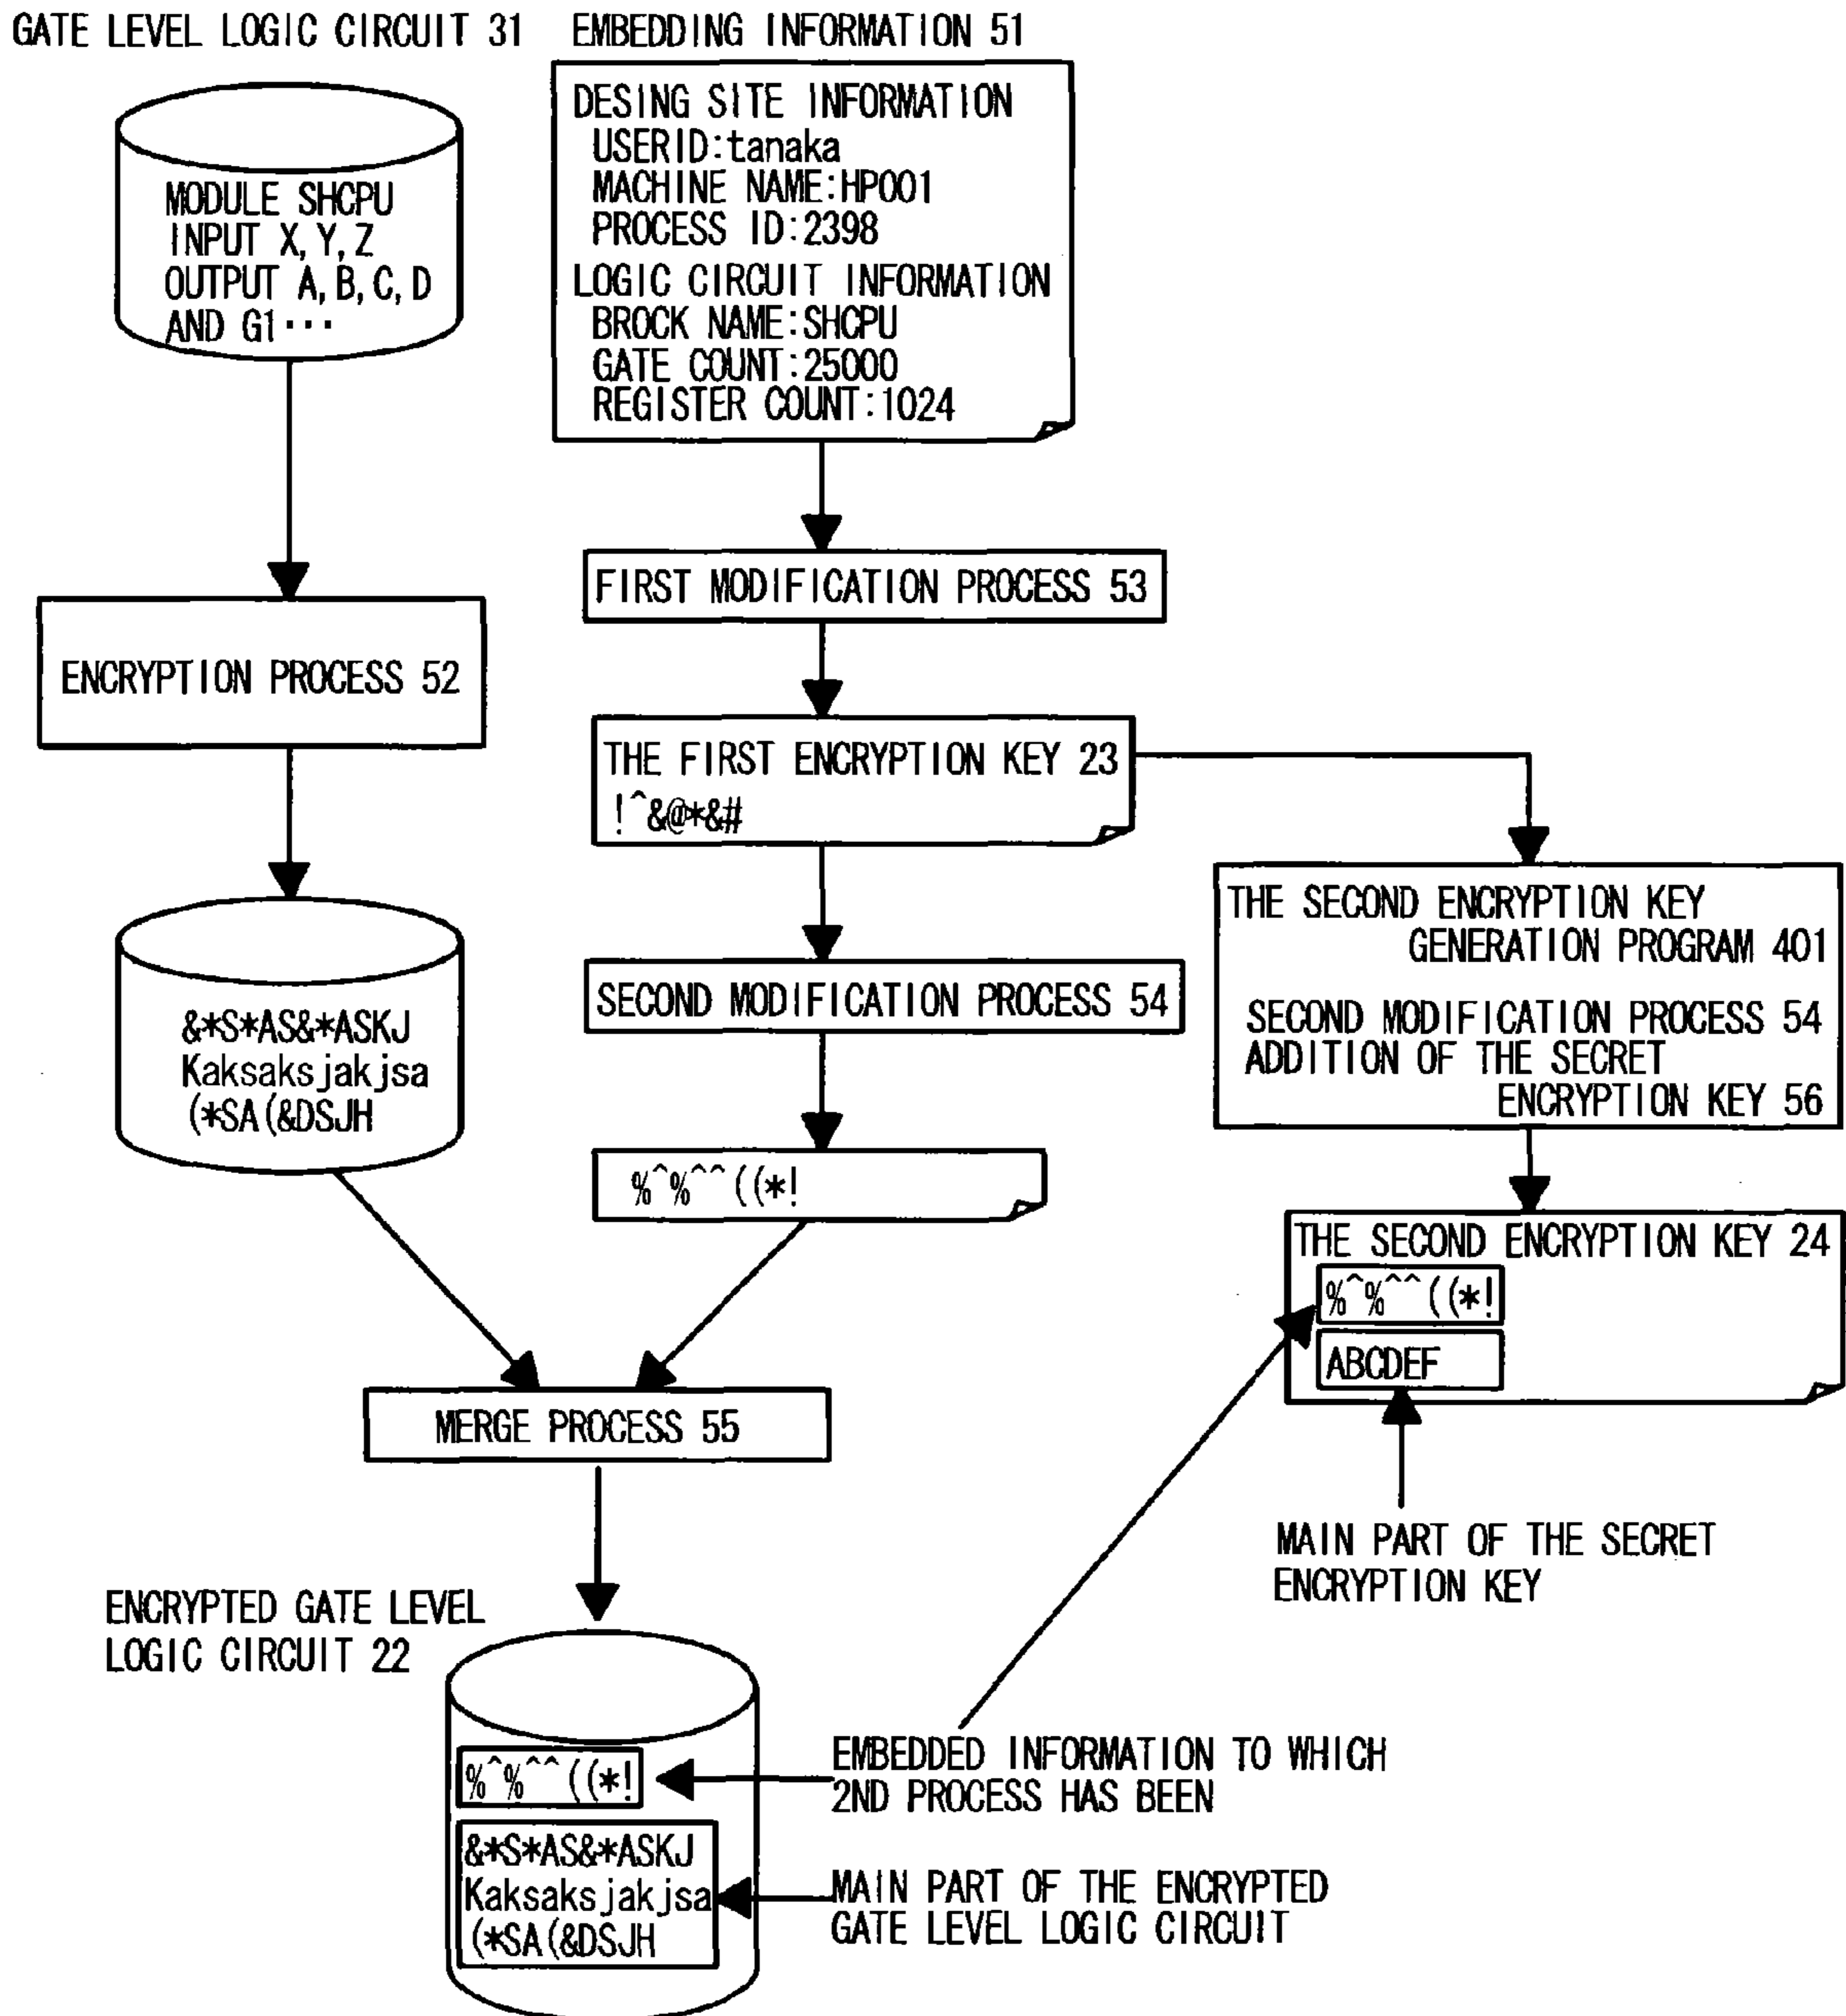 GATE LEVEL LOGIC CIRCUIT 31
MODULE SHCPU
INPUT X, Y, Z
OUTPUT A, B, C, D
AND G1···
EMBEDDING INFORMATION 51
DESING SITE INFORMATION
USERID:tanaka
MACHINE NAME:HP001
PROCESS ID:2398
LOGIC CIRCUIT INFORMATION
BROCK NAME:SHCPU
GATE COUNT:25000
REGISTER COUNT:1024
FIRST MODIFICATION PROCESS 53
ENCRYPTION PROCESS 52
THE FIRST ENCRYPTION KEY 23
!^&@*&#
THE SECOND ENCRYPTION KEY
GENERATION PROGRAM 401
SECOND MODIFICATION PROCESS 54
ADDITION OF THE SECRET
ENCRYPTION KEY 56
SECOND MODIFICATION PROCESS 54
&*S*AS&*ASKJ
Kaksaksjakjsa
(*SA(&DSJH
%^%^^((*!
THE SECOND ENCRYPTION KEY 24
%^%^^((*!
ABCDEF
MERGE PROCESS 55
MAIN PART OF THE SECRET
ENCRYPTION KEY
ENCRYPTED GATE LEVEL
LOGIC CIRCUIT 22
%^%^^((*!
EMBEDDED INFORMATION TO WHICH
2ND PROCESS HAS BEEN
&*S*AS&*ASKJ
Kaksaksjakjsa
(*SA(&DSJH
MAIN PART OF THE ENCRYPTED
GATE LEVEL LOGIC CIRCUIT